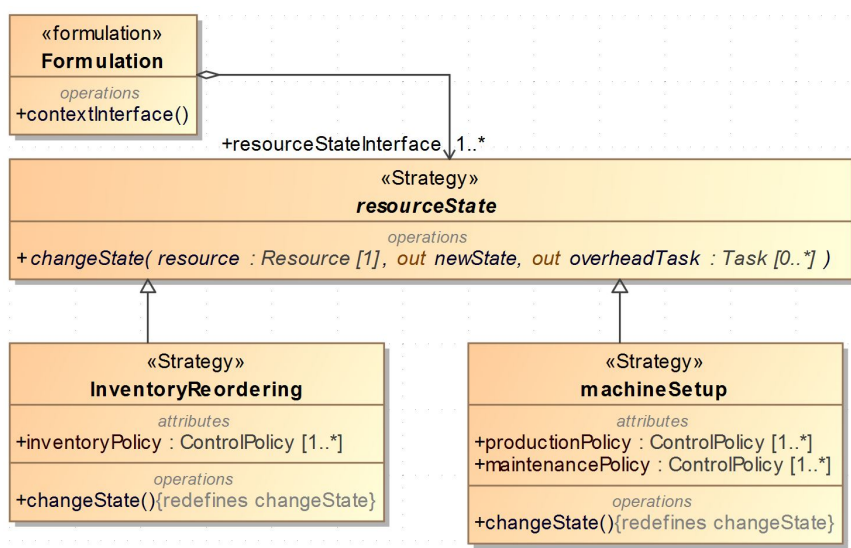 «formulation»
Formulation
operations
+contextInterface()
+resourceStateInterface 1..*
«Strategy»
resourceState
operations
+changeState( resource : Resource [1], out newState, out overheadTask : Task [0..*] )
«Strategy»
InventoryReordering
attributes
+inventoryPolicy : ControlPolicy [1..*]
operations
+changeState(){redefines changeState}
«Strategy»
machineSetup
attributes
+productionPolicy : ControlPolicy [1..*]
+maintenancePolicy : ControlPolicy [1..*]
operations
+changeState(){redefines changeState}